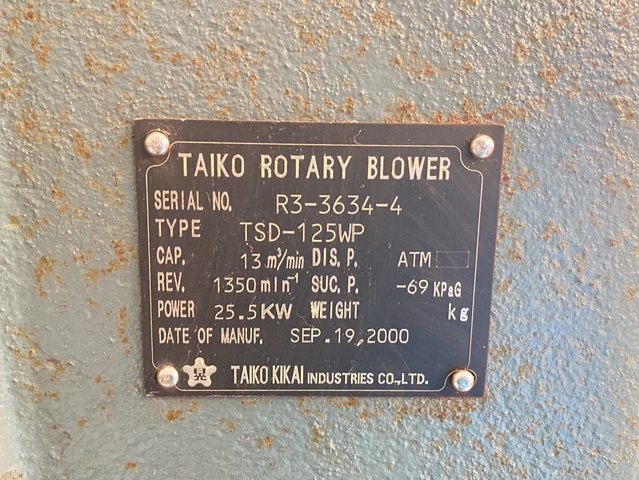 TAIKO ROTARY BLOWER
SERIAL NO. R3-3634-4
TYPE TSD-125WP
CAP. 13 m³/min DIS. P. ATM
REV. 1350 min⁻¹ SUC. P. -69 KPaG
POWER 25.5KW WEIGHT kg
DATE OF MANUF. SEP.19,2000
TAIKO KIKAI INDUSTRIES CO.,LTD.